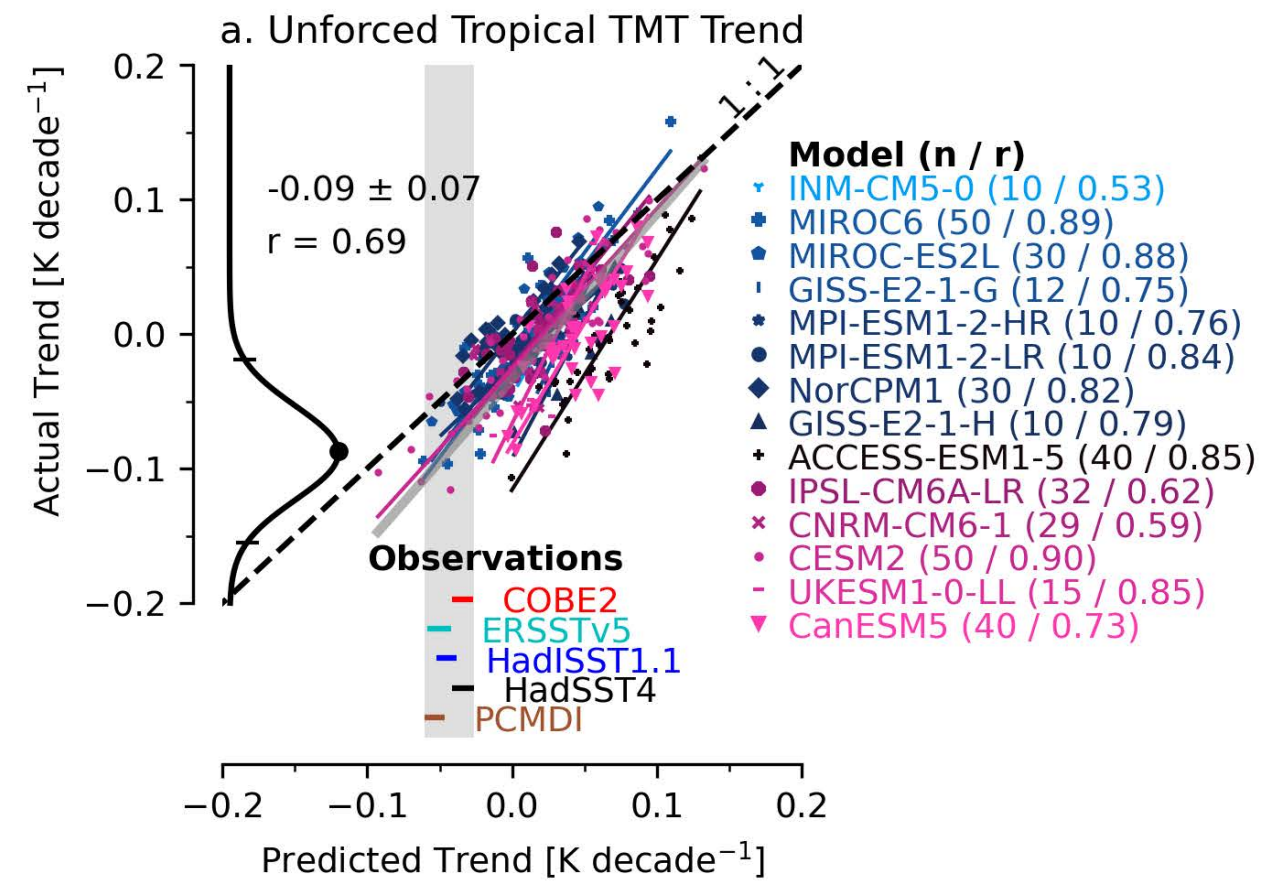 a. Unforced Tropical TMT Trend
Actual Trend [K decade⁻¹]
0.2
0.1
0.0
−0.1
−0.2
-0.09 ± 0.07
r = 0.69
1 : 1
Observations
COBE2
ERSSTv5
HadISST1.1
HadSST4
PCMDI
−0.2
−0.1
0.0
0.1
0.2
Predicted Trend [K decade⁻¹]
Model (n / r)
INM-CM5-0 (10 / 0.53)
MIROC6 (50 / 0.89)
MIROC-ES2L (30 / 0.88)
GISS-E2-1-G (12 / 0.75)
MPI-ESM1-2-HR (10 / 0.76)
MPI-ESM1-2-LR (10 / 0.84)
NorCPM1 (30 / 0.82)
GISS-E2-1-H (10 / 0.79)
ACCESS-ESM1-5 (40 / 0.85)
IPSL-CM6A-LR (32 / 0.62)
CNRM-CM6-1 (29 / 0.59)
CESM2 (50 / 0.90)
UKESM1-0-LL (15 / 0.85)
CanESM5 (40 / 0.73)